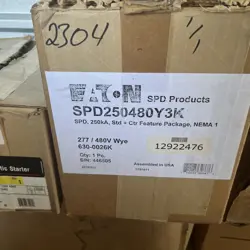 2304
1/1
EATON SPD Products
SPD250480Y3K
SPD, 250kA, Std + Ctr Feature Package, NEMA 1
277 / 480V Wye
630-0026K
12922476
Qty: 1 Pc.
Assembled in USA
tic Starter